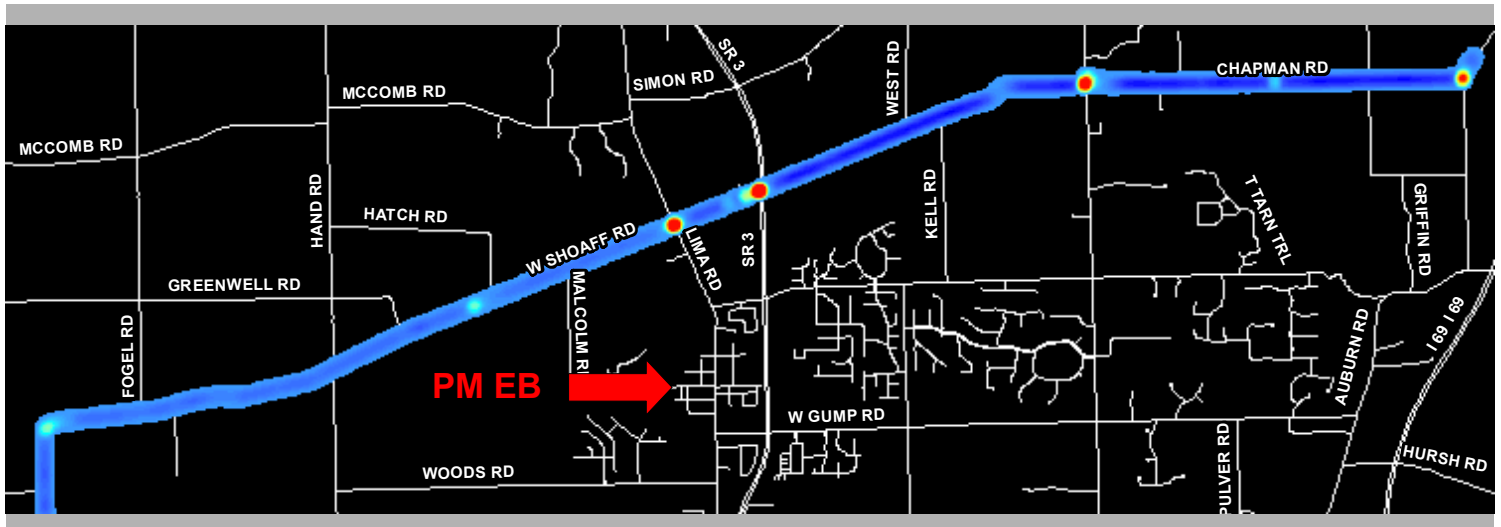 SR 3
WEST RD
CHAPMAN RD
SIMON RD
MCCOMB RD
MCCOMB RD
HAND RD
HATCH RD
KELL RD
T TARN TRL
GRIFFIN RD
W SHOAFF RD
LIMA RD
SR 3
GREENWELL RD
MALCOLM R
FOGEL RD
I 69 I 69
AUBURN RD
PM EB
W GUMP RD
PULVER RD
HURSH RD
WOODS RD